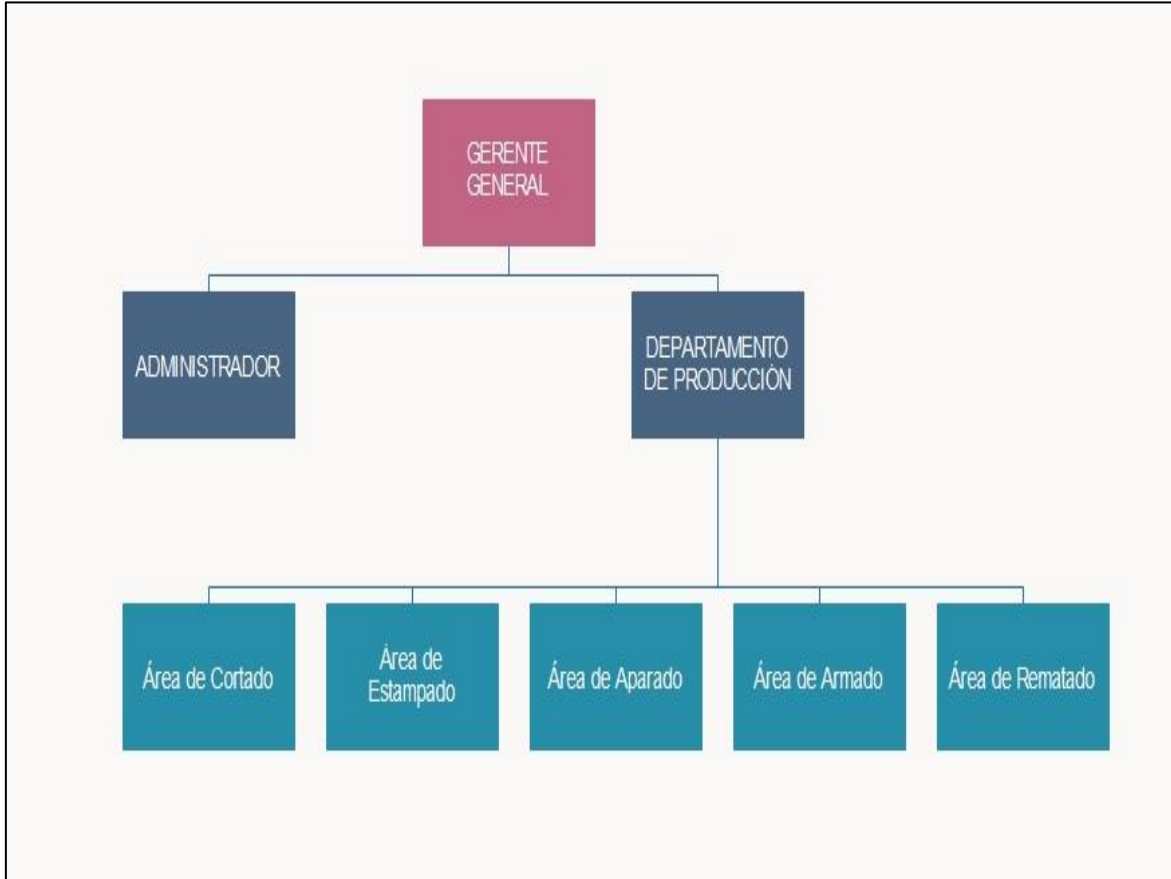 GERENTE
GENERAL
ADMINISTRADOR
DEPARTAMENTO
DE PRODUCCIÓN
Área de Cortado
Área de
Estampado
Área de Aparado
Área de Armado
Área de Rematado